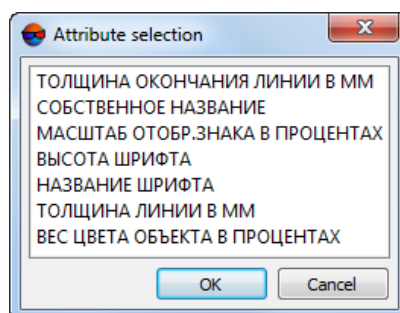 Attribute selection
ТОЛЩИНА ОКОНЧАНИЯ ЛИНИИ В ММ
СОБСТВЕННОЕ НАЗВАНИЕ
МАСШТАБ ОТОБР.ЗНАКА В ПРОЦЕНТАХ
ВЫСОТА ШРИФТА
НАЗВАНИЕ ШРИФТА
ТОЛЩИНА ЛИНИИ В ММ
ВЕС ЦВЕТА ОБЪЕКТА В ПРОЦЕНТАХ
OK Cancel